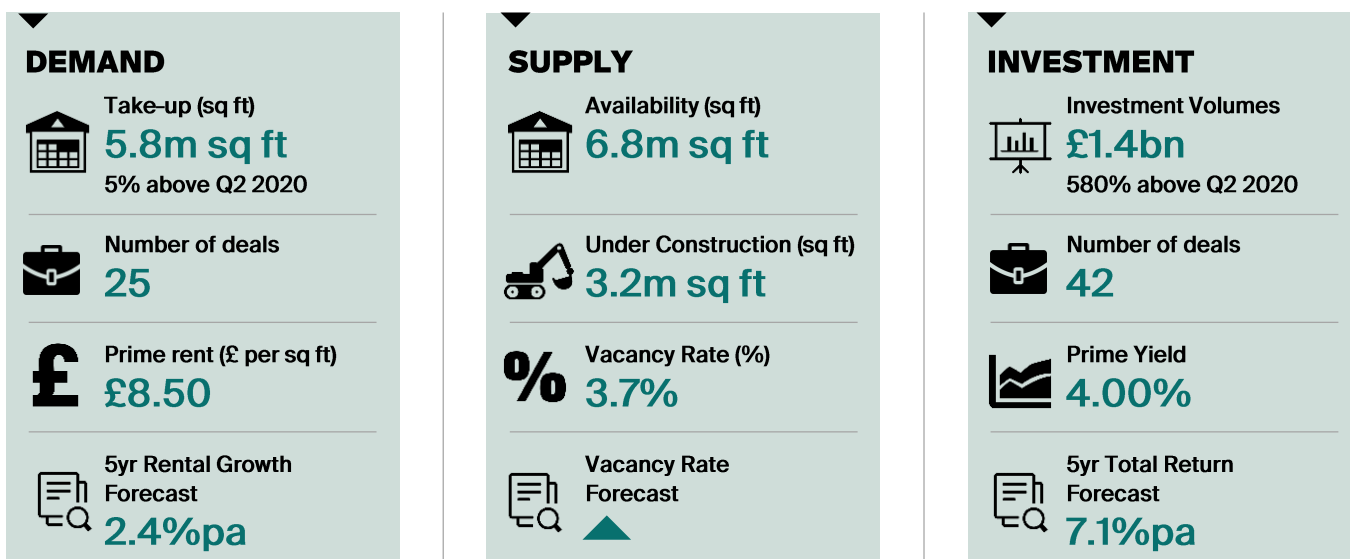 DEMAND
Take-up (sq ft)
5.8m sq ft
5% above Q2 2020
Number of deals
25
£
Prime rent (£ per sq ft)
£8.50
5yr Rental Growth
Forecast
2.4%pa
SUPPLY
Availability (sq ft)
6.8m sq ft
Under Construction (sq ft)
3.2m sq ft
%
Vacancy Rate (%)
3.7%
Vacancy Rate
Forecast
INVESTMENT
Investment Volumes
£1.4bn
580% above Q2 2020
Number of deals
42
Prime Yield
4.00%
5yr Total Return
Forecast
7.1%pa